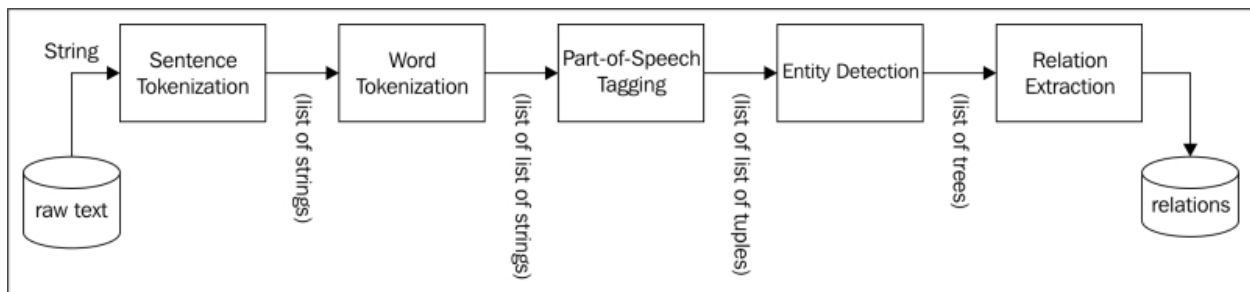 String
raw text
Sentence
Tokenization
(list of strings)
Word
Tokenization
(list of list of strings)
Part-of-Speech
Tagging
(list of list of tuples)
Entity Detection
(list of trees)
Relation
Extraction
relations